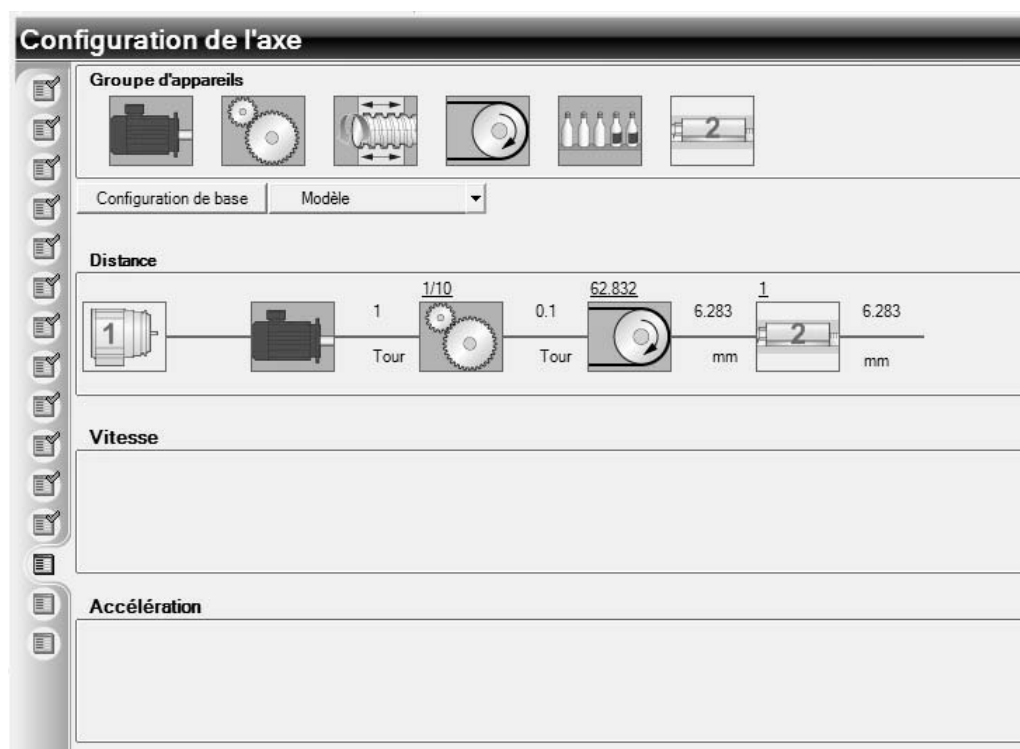 Configuration de l'axe
Groupe d'appareils
2
Configuration de base Modèle
Distance
1/10 62.832 1
1 0.1 6.283 6.283
1 2
Tour Tour mm mm
Vitesse
Accélération